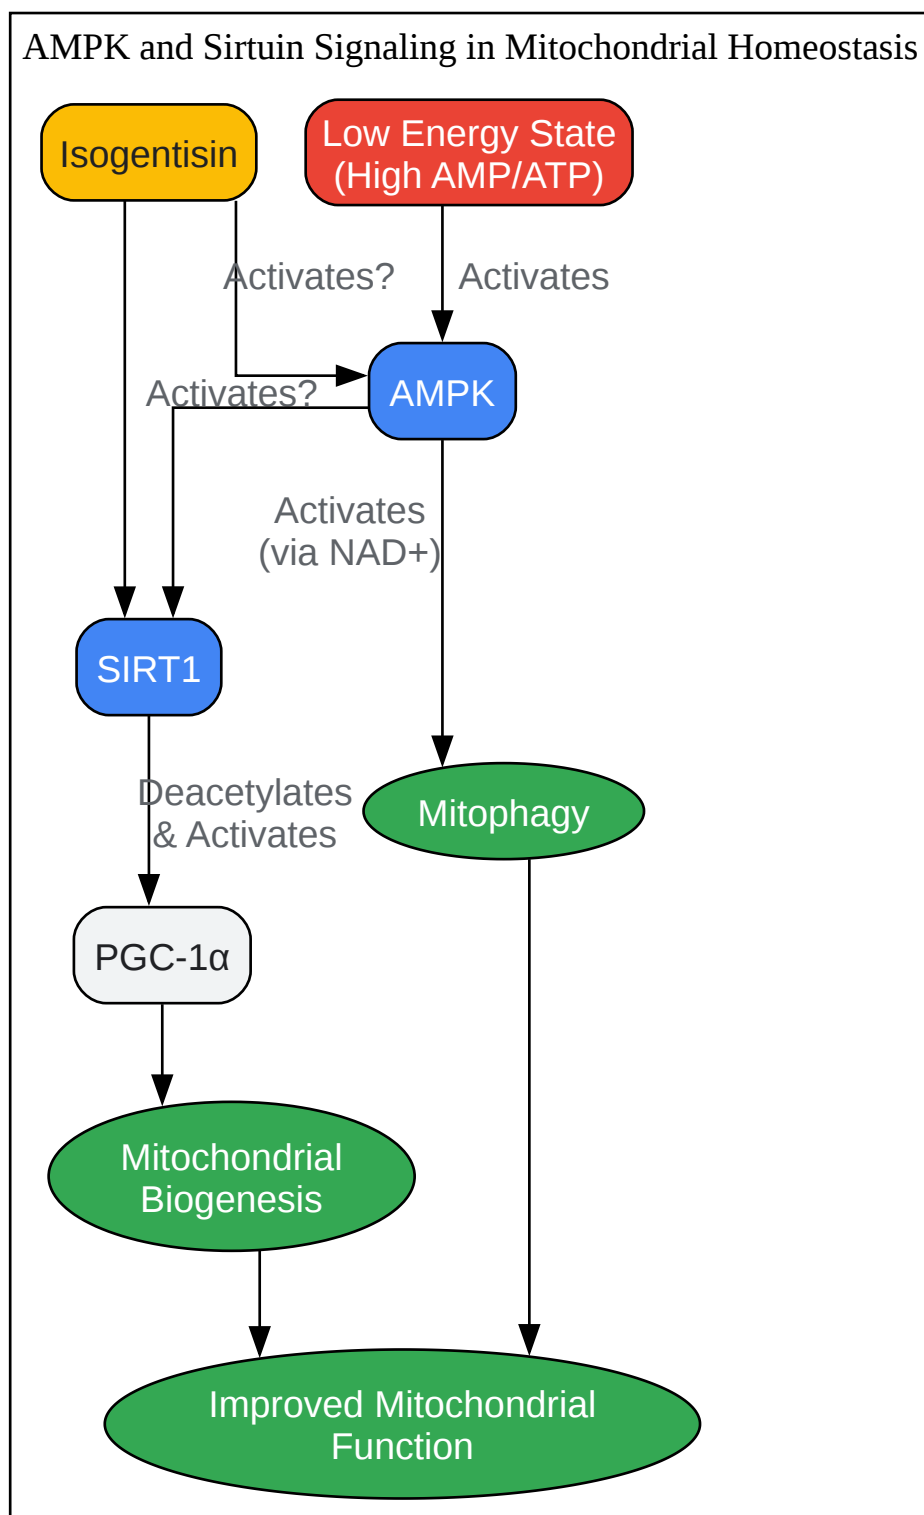 AMPK and Sirtuin Signaling in Mitochondrial Homeostasis
Isogentisin
Low Energy State
(High AMP/ATP)
Activates?
Activates
Activates?
AMPK
Activates
(via NAD+)
SIRT1
Deacetylates
& Activates
Mitophagy
PGC-1α
Mitochondrial
Biogenesis
Improved Mitochondrial
Function